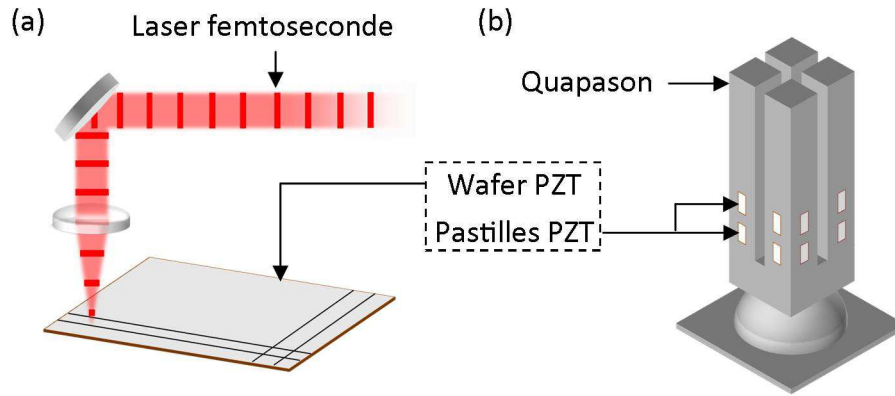 (a)
Laser femtoseconde
(b)
Quapason
Wafer PZT
Pastilles PZT